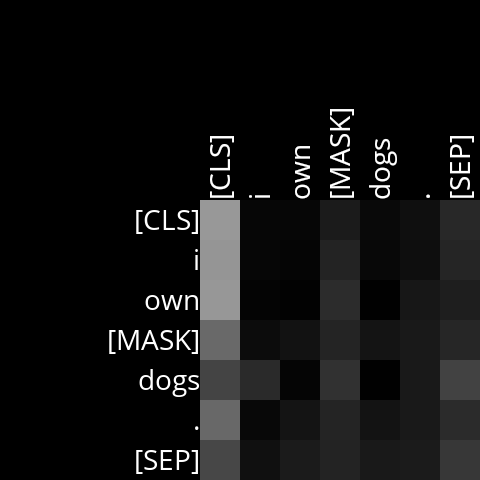 [CLS] i own [MASK] dogs . [SEP]
[CLS]
i
own
[MASK]
dogs
.
[SEP]